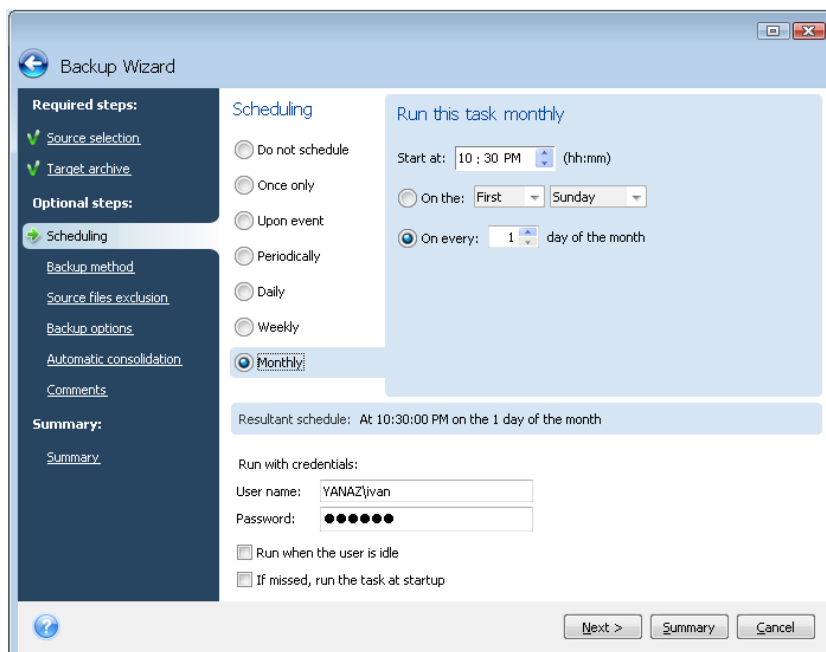 Backup Wizard
Required steps:
Source selection
Target archive
Optional steps:
Scheduling
Backup method
Source files exclusion
Backup options
Automatic consolidation
Comments
Summary:
Summary
Scheduling
Do not schedule
Once only
Upon event
Periodically
Daily
Weekly
Monthly
Run this task monthly
Start at: 10 : 30 PM (hh:mm)
On the: First Sunday
On every: 1 day of the month
Resultant schedule: At 10:30:00 PM on the 1 day of the month
Run with credentials:
User name: YANAZ\ivan
Password: ●●●●●●
Run when the user is idle
If missed, run the task at startup
? Next > Summary Cancel